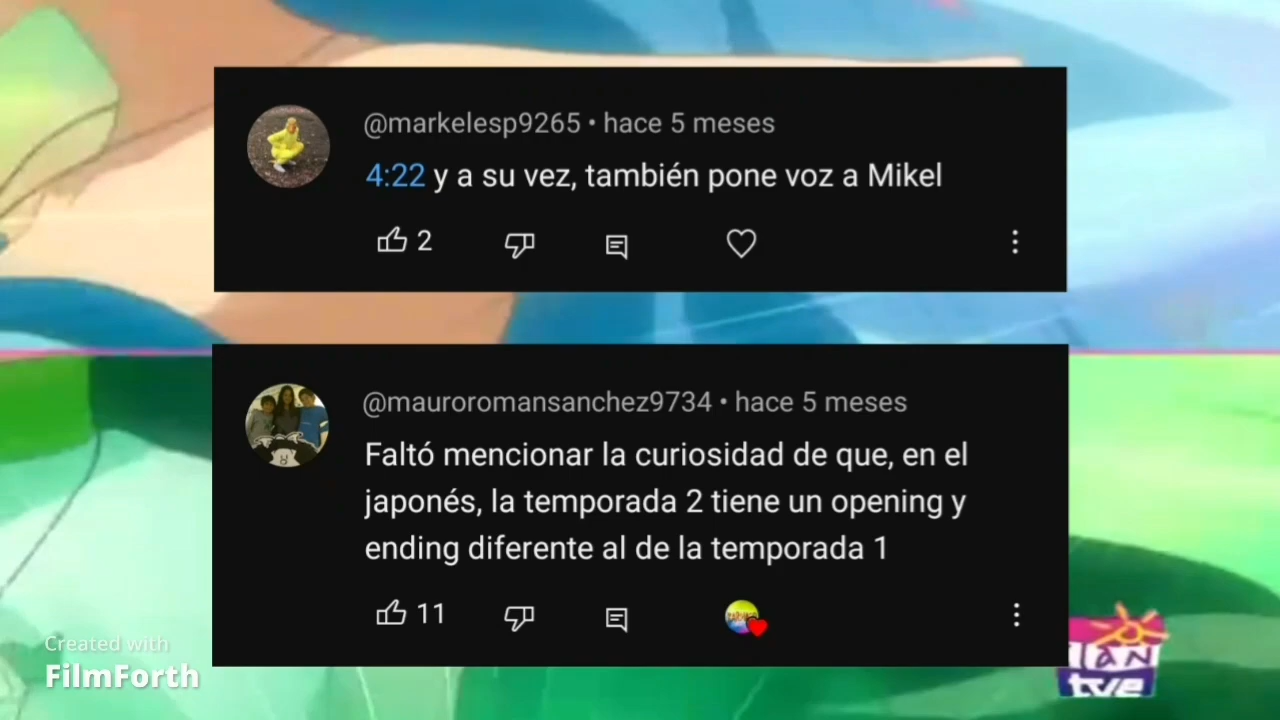 @markelesp9265 • hace 5 meses
4:22 y a su vez, también pone voz a Mikel
2
@mauroromansanchez9734 • hace 5 meses
Faltó mencionar la curiosidad de que, en el
japonés, la temporada 2 tiene un opening y
ending diferente al de la temporada 1
11
Created with
FilmForth
lan
tve